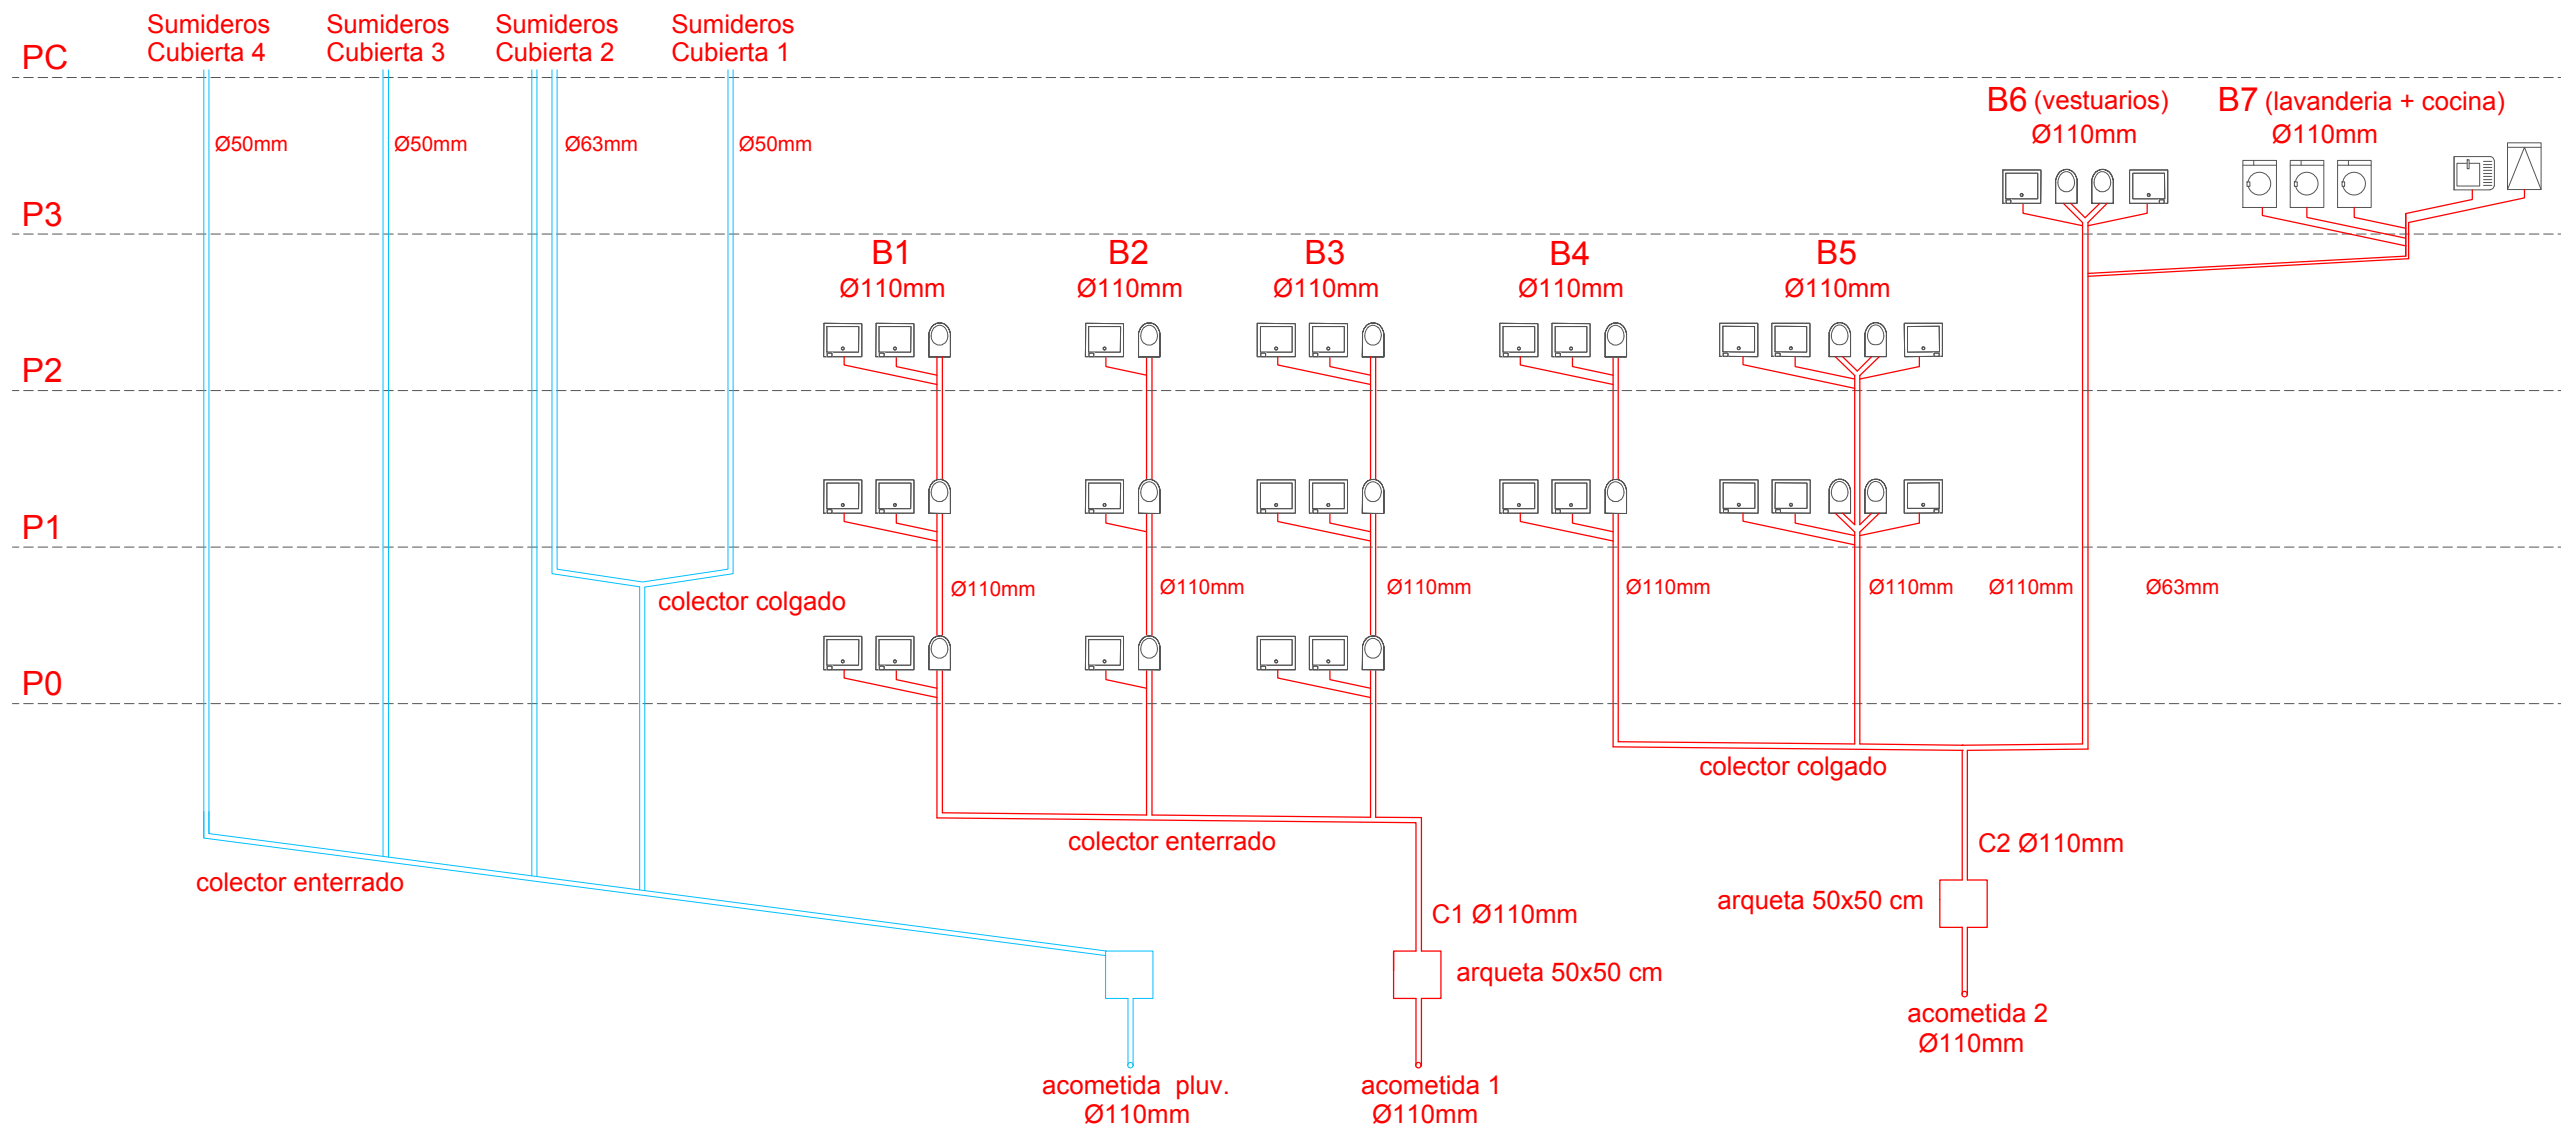 Sumideros
Cubierta 4
Sumideros
Cubierta 3
Sumideros
Cubierta 2
Sumideros
Cubierta 1
PC
B6 (vestuarios)
Ø110mm
B7 (lavanderia + cocina)
Ø110mm
Ø50mm
Ø50mm
Ø63mm
Ø50mm
P3
B1
Ø110mm
B2
Ø110mm
B3
Ø110mm
B4
Ø110mm
B5
Ø110mm
P2
P1
colector colgado
Ø110mm
Ø110mm
Ø110mm
Ø110mm
Ø110mm
Ø110mm
Ø63mm
P0
colector colgado
colector enterrado
C2 Ø110mm
colector enterrado
arqueta 50x50 cm
C1 Ø110mm
arqueta 50x50 cm
acometida 2
Ø110mm
acometida pluv.
Ø110mm
acometida 1
Ø110mm